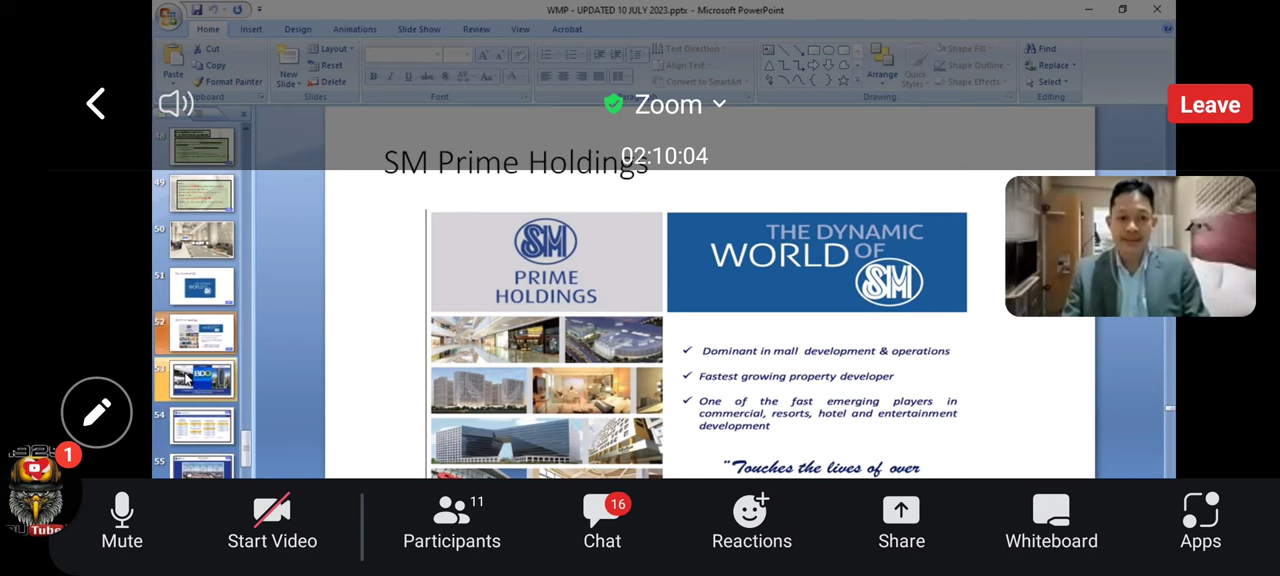 WMP - UPDATED 10 JULY 2023.pptx - Microsoft PowerPoint
Home Insert Design Animations Slide Show Review View Acrobat
Cut
Copy
Format Painter
Paste
New
Slide
Layout
Reset
Delete
Slides
Font
Text Direction
Align Text
Convert to SmartArt
Arrange
Quick
Styles
Shape Fill
Shape Outline
Shape Effects
Drawing
Find
Replace
Select
Editing
Zoom
02:10:04
Leave
SM Prime Holdings
SM
PRIME
HOLDINGS
THE DYNAMIC
WORLD OF
SM
✓ Dominant in mall development & operations
✓ Fastest growing property developer
✓ One of the fast emerging players in
commercial, resorts, hotel and entertainment
development
"Touches the lives of over
48
49
50
51
52
53
BDO
54
55
1
Mute
Start Video
Participants 11
Chat 16
Reactions
Share
Whiteboard
Apps